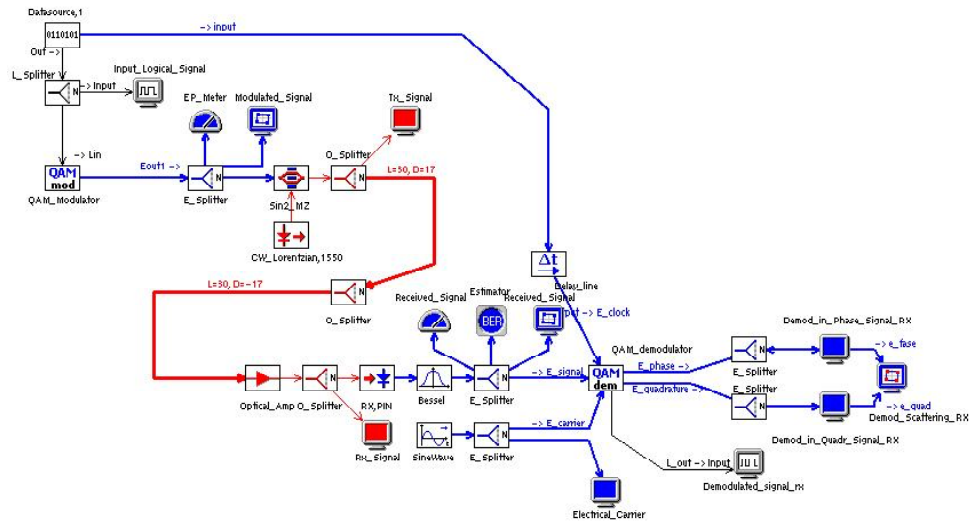 Datasource,1
0110101
-> input
Out ->
L_Splitter
N
-> Input
Input_Logical_Signal
EP_Meter
Modulated_Signal
Tx_Signal
-> Lin
QAM
mod
QAM_Modulator
Eout1 ->
N
E_Splitter
Sin2_MZ
O_Splitter
N
L=50, D=17
CW_Lorentzian,1550
Δt
Delay_line
L=30, D=-17
N
O_Splitter
Received_Signal
Estimator
BER
Received_Signal
-> E_clock
QAM_demodulator
Demod_in_Phase_Signal_RX
N
E_Splitter
-> e_fase
Optical_Amp
N
O_Splitter
RX,PIN
Bessel
N
E_Splitter
-> E_signal
QAM
dem
E_phase ->
E_quadrature ->
E_Splitter
N
-> e_quad
Demod_Scattering_RX
Demod_in_Quadr_Signal_RX
Rx_Signal
SineWave
N
E_Splitter
-> E_carrier
Electrical_Carrier
L_out -> Input
Demodulated_signal_rx